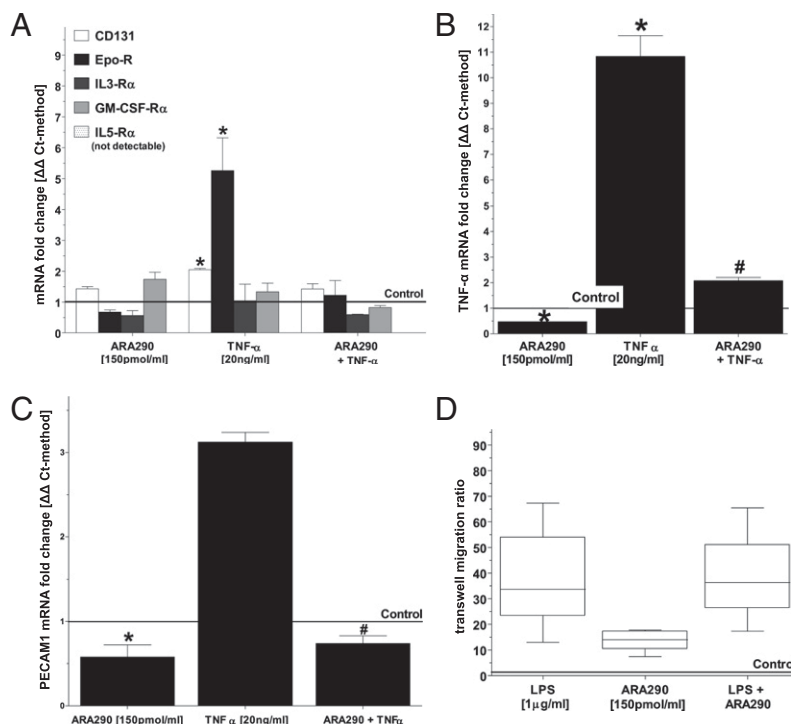 A
CD131
Epo-R
IL3-Rα
GM-CSF-Rα
IL5-Rα
(not detectable)
mRNA fold change [ΔΔ Ct-method]
9
8
7
6
5
4
3
2
1
0
*
*
Control
ARA290
[150pmol/ml]
TNF-α
[20ng/ml]
ARA290
+ TNF-α
B
TNF-α mRNA fold change [ΔΔ Ct-method]
12
11
10
9
8
7
6
5
4
3
2
1
0
*
*
#
Control
ARA290
[150pmol/ml]
TNF α
[20ng/ml]
ARA290
+ TNF-α
C
PECAM1 mRNA fold change [ΔΔ Ct-method]
3
2
1
0
*
#
Control
ARA290 [150pmol/ml]
TNF α [20ng/ml]
ARA290 + TNFα
D
transwell migration ratio
90
80
70
60
50
40
30
20
10
0
Control
LPS
[1µg/ml]
ARA290
[150pmol/ml]
LPS +
ARA290